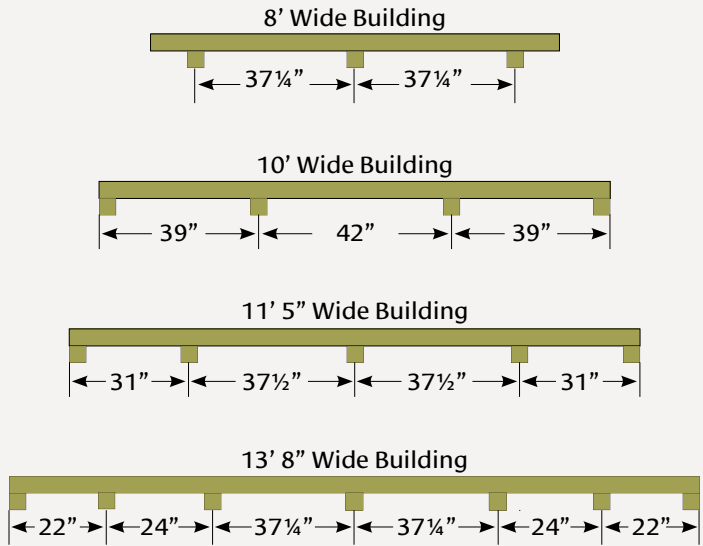 8’ Wide Building
37¼” 37¼”
10’ Wide Building
39” 42” 39”
11’ 5” Wide Building
31” 37½” 37½” 31”
13’ 8” Wide Building
22” 24” 37¼” 37¼” 24” 22”